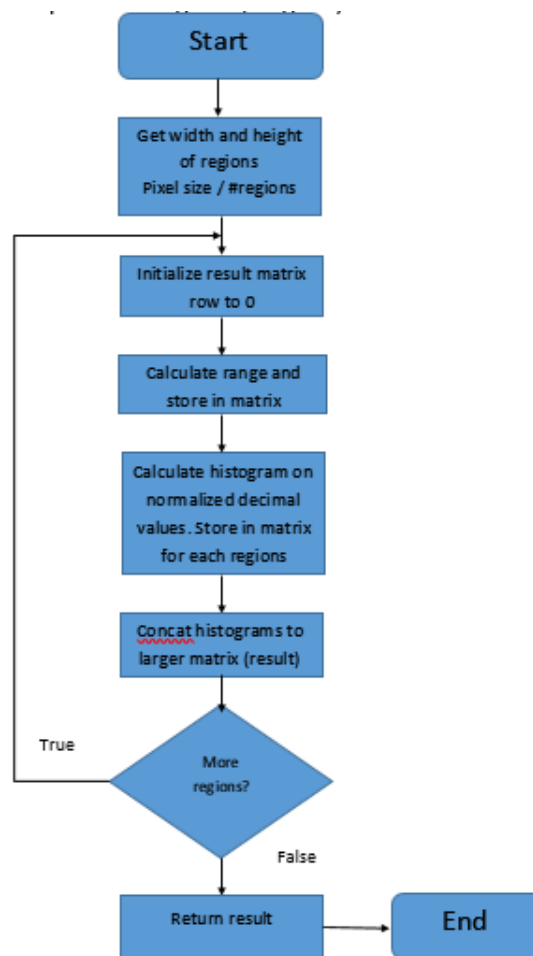 Start
Get width and height
of regions
Pixel size / #regions
Initialize result matrix
row to 0
Calculate range and
store in matrix
Calculate histogram on
normalized decimal
values. Store in matrix
for each regions
Concat histograms to
larger matrix (result)
True
More
regions?
False
Return result
End